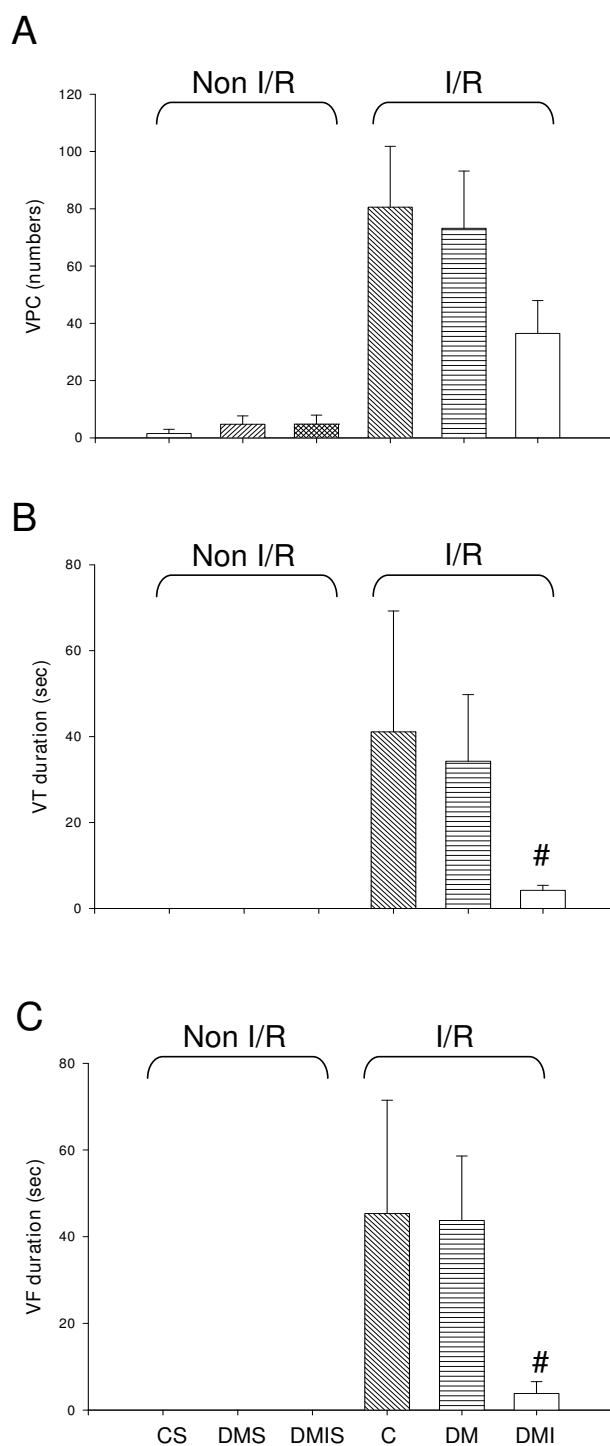 A
Non I/R I/R
120
100
80
60
40
20
0
VPC (numbers)
B
Non I/R I/R
80
60
40
20
0
VT duration (sec)
#
C
Non I/R I/R
80
60
40
20
0
VF duration (sec)
#
CS DMS DMIS C DM DMI